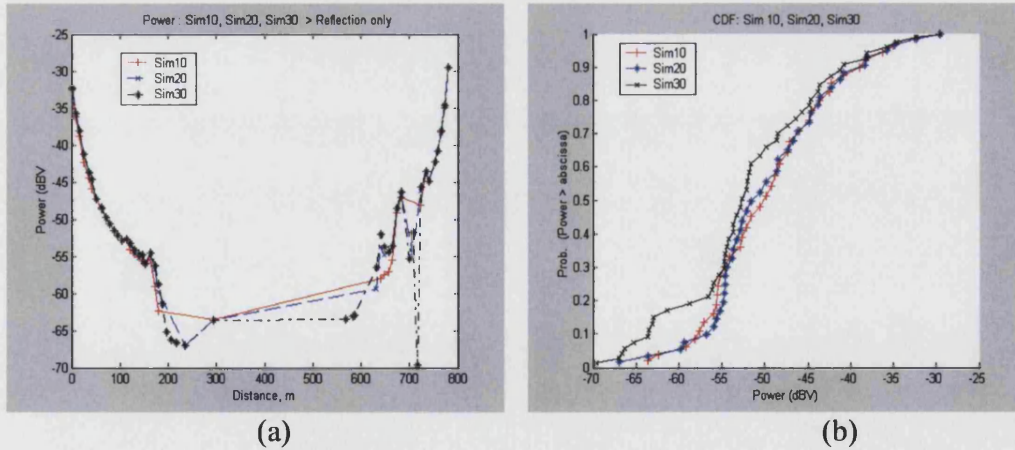 Power : Sim10, Sim20, Sim30 > Reflection only
-25
-30
-35
-40
-45
-50
-55
-60
-65
-70
Power (dBV)
Sim10
Sim20
Sim30
0
100
200
300
400
500
600
700
800
Distance, m
(a)
CDF: Sim 10, Sim20, Sim30
1
0.9
0.8
0.7
0.6
0.5
0.4
0.3
0.2
0.1
0
Prob. (Power > abscissa)
Sim10
Sim20
Sim30
-70
-65
-60
-55
-50
-45
-40
-35
-30
-25
Power (dBV)
(b)